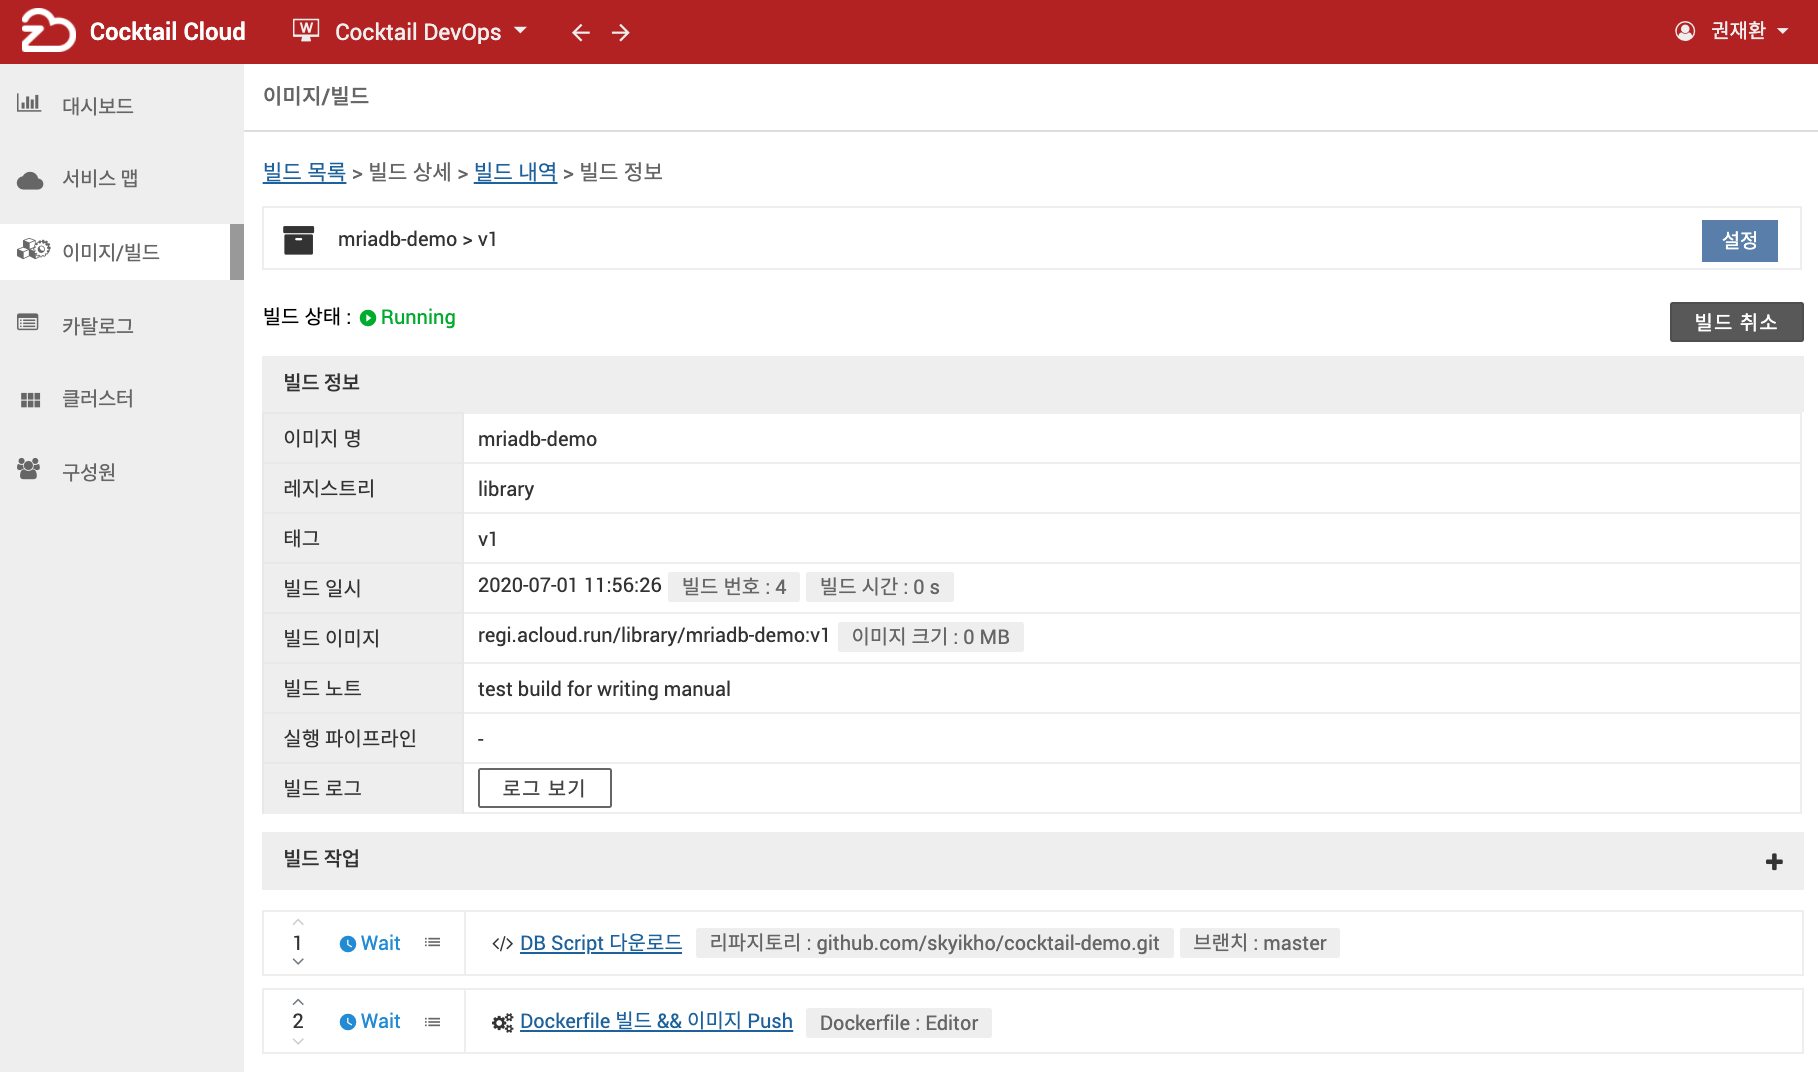 Cocktail Cloud W Cocktail DevOps 권재환
대시보드
서비스 맵
이미지/빌드
카탈로그
클러스터
구성원
이미지/빌드
빌드 목록 > 빌드 상세 > 빌드 내역 > 빌드 정보
mriadb-demo > v1 설정
빌드 상태 : Running 빌드 취소
빌드 정보
이미지 명 mriadb-demo
레지스트리 library
태그 v1
빌드 일시 2020-07-01 11:56:26 빌드 번호 : 4 빌드 시간 : 0 s
빌드 이미지 regi.acloud.run/library/mriadb-demo:v1 이미지 크기 : 0 MB
빌드 노트 test build for writing manual
실행 파이프라인 -
빌드 로그 로그 보기
빌드 작업
1 Wait DB Script 다운로드 리파지토리 : github.com/skyikho/cocktail-demo.git 브랜치 : master
2 Wait Dockerfile 빌드 && 이미지 Push Dockerfile : Editor